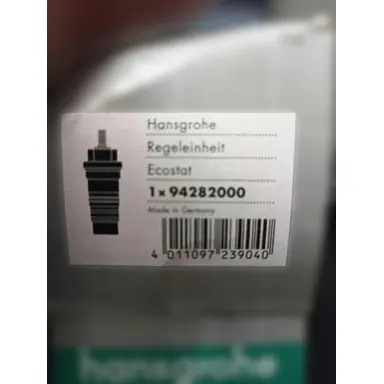 Hansgrohe
Regeleinheit
Ecostat
1 x 94282000
Made in Germany
4 011097 239040
hansgrohe